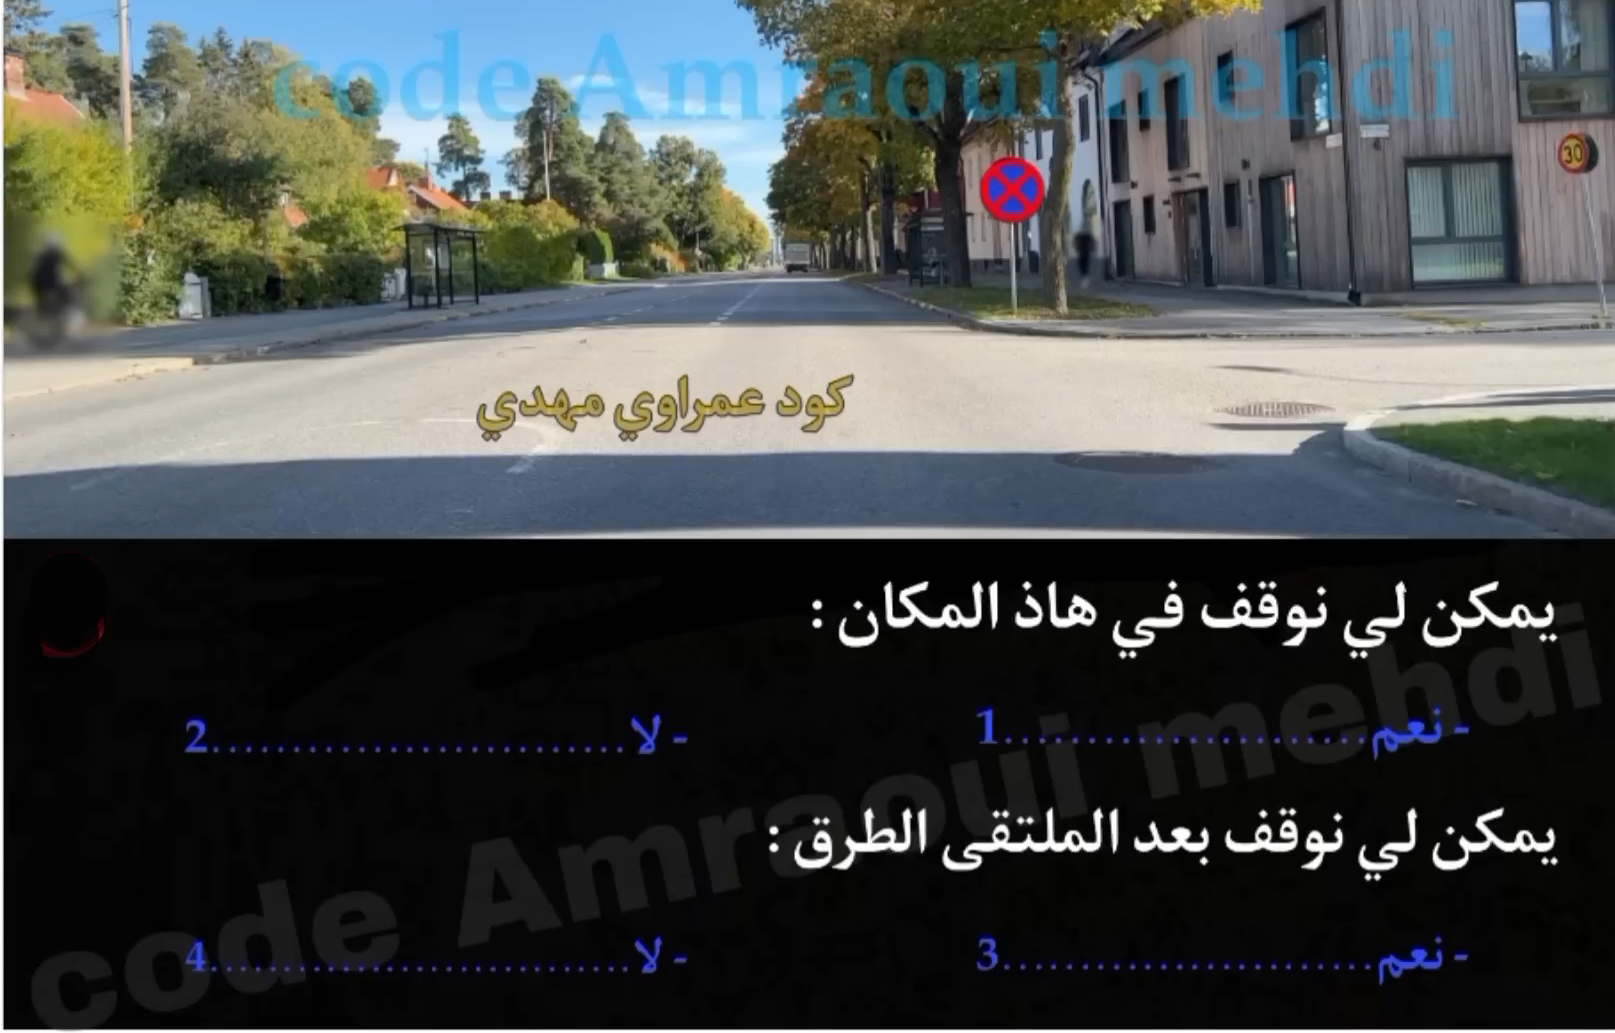 code Amraoui mehdi
30
كود عمراوي مهدي
يمكن لي نوقف في هاذ المكان :
- نعم.......................1
- لا..........................2
يمكن لي نوقف بعد الملتقى الطرق :
- نعم.......................3
- لا..........................4
code Amraoui mehdi